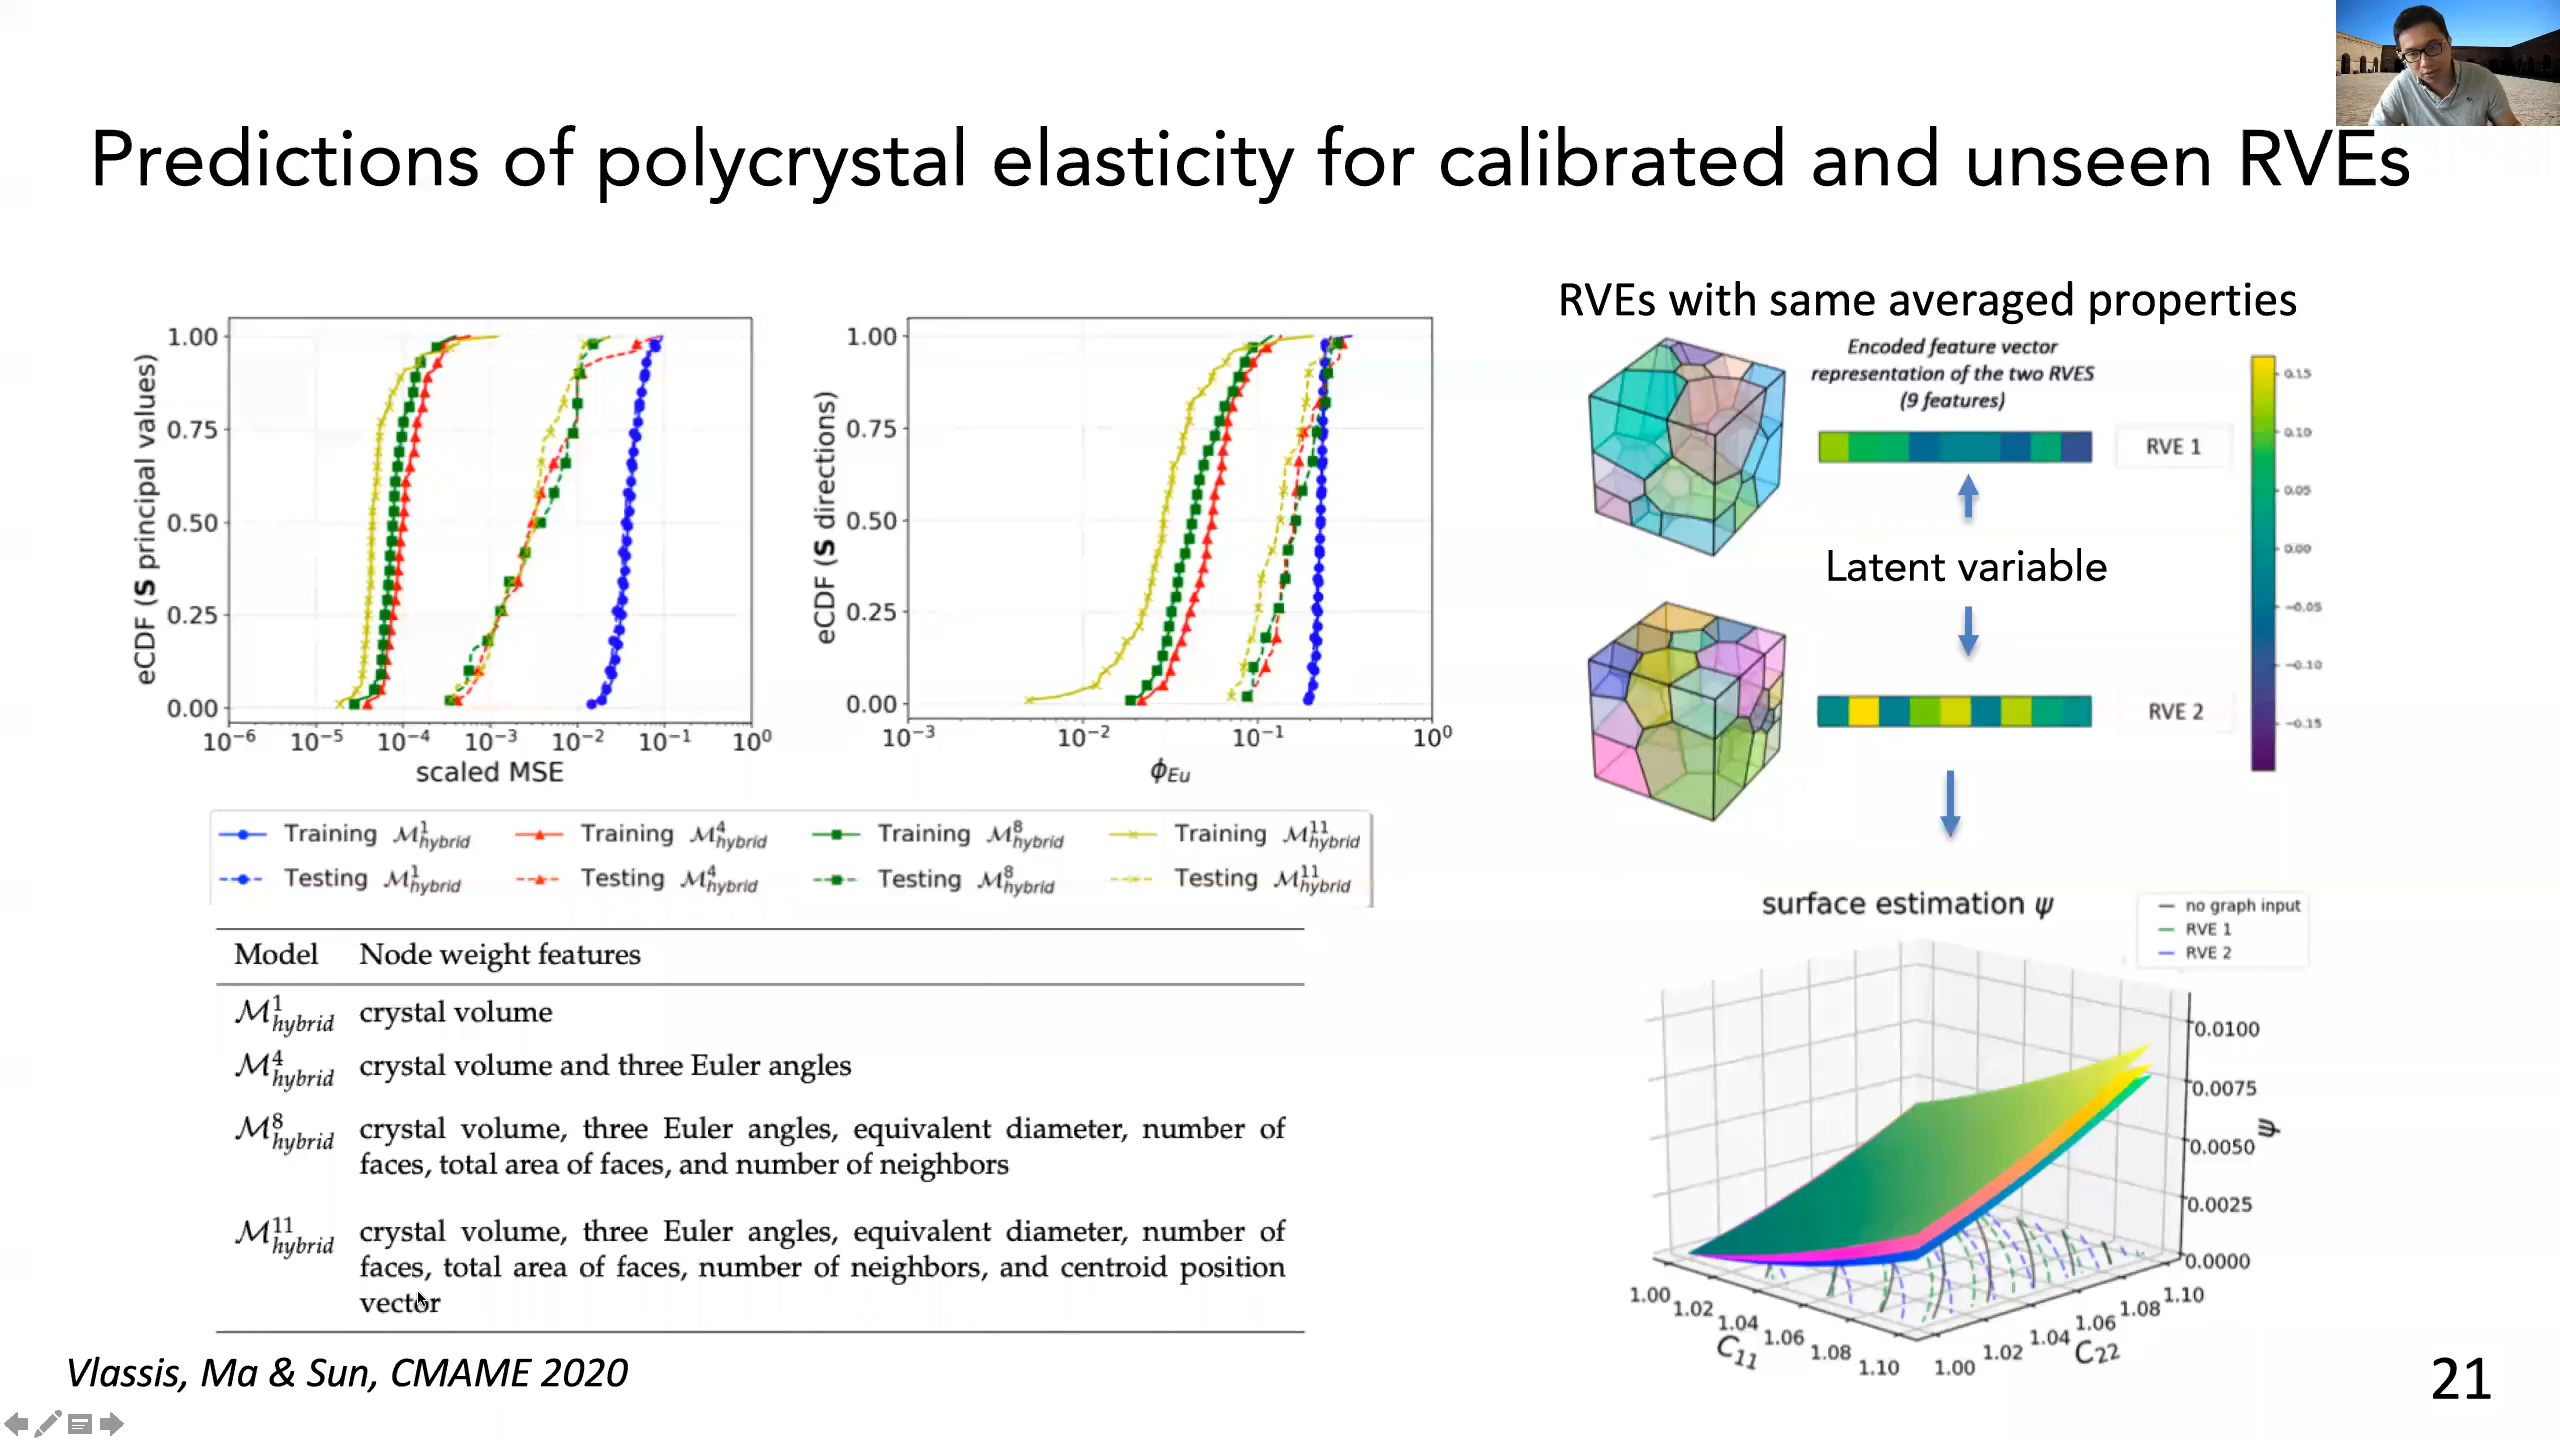 Predictions of polycrystal elasticity for calibrated and unseen RVEs
eCDF (S principal values)
1.00
0.75
0.50
0.25
0.00
10⁻⁶ 10⁻⁵ 10⁻⁴ 10⁻³ 10⁻² 10⁻¹ 10⁰
scaled MSE
eCDF (S directions)
1.00
0.75
0.50
0.25
0.00
10⁻³ 10⁻² 10⁻¹ 10⁰
ϕ_Eu
Training M¹_hybrid Training M⁴_hybrid Training M⁸_hybrid Training M¹¹_hybrid
Testing M¹_hybrid Testing M⁴_hybrid Testing M⁸_hybrid Testing M¹¹_hybrid
Model Node weight features
M¹_hybrid crystal volume
M⁴_hybrid crystal volume and three Euler angles
M⁸_hybrid crystal volume, three Euler angles, equivalent diameter, number of
faces, total area of faces, and number of neighbors
M¹¹_hybrid crystal volume, three Euler angles, equivalent diameter, number of
faces, total area of faces, number of neighbors, and centroid position
vector
Vlassis, Ma & Sun, CMAME 2020
RVEs with same averaged properties
Encoded feature vector
representation of the two RVES
(9 features)
RVE 1
Latent variable
RVE 2
0.15
0.10
0.05
0.00
−0.05
−0.10
−0.15
surface estimation ψ
no graph input
RVE 1
RVE 2
0.0100
0.0075
0.0050
0.0025
0.0000
ψ
1.00 1.02 1.04 1.06 1.08 1.10
C₁₁
1.00 1.02 1.04 1.06 1.08 1.10
C₂₂
21